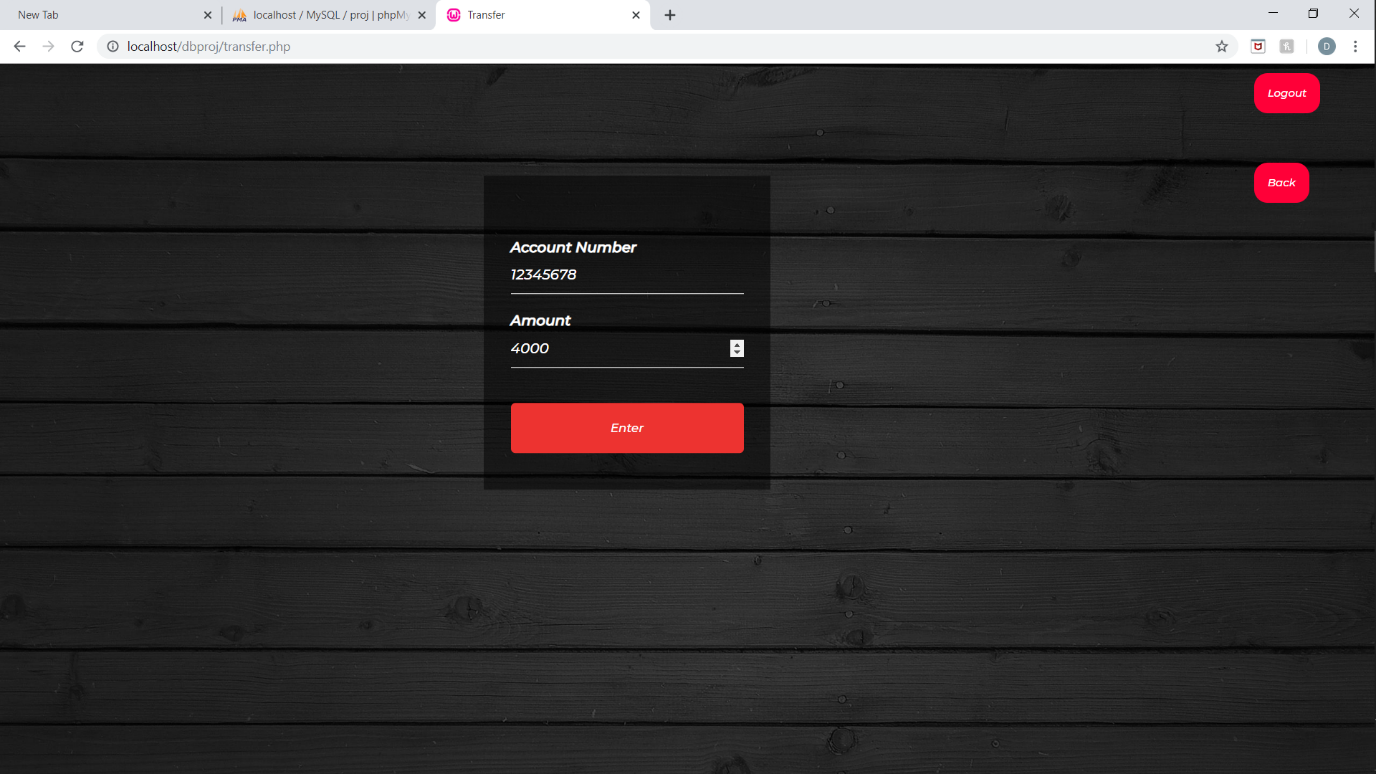 New Tab
localhost / MySQL / proj | phpMy
Transfer
localhost/dbproj/transfer.php
D
Logout
Back
Account Number
12345678
Amount
4000
Enter